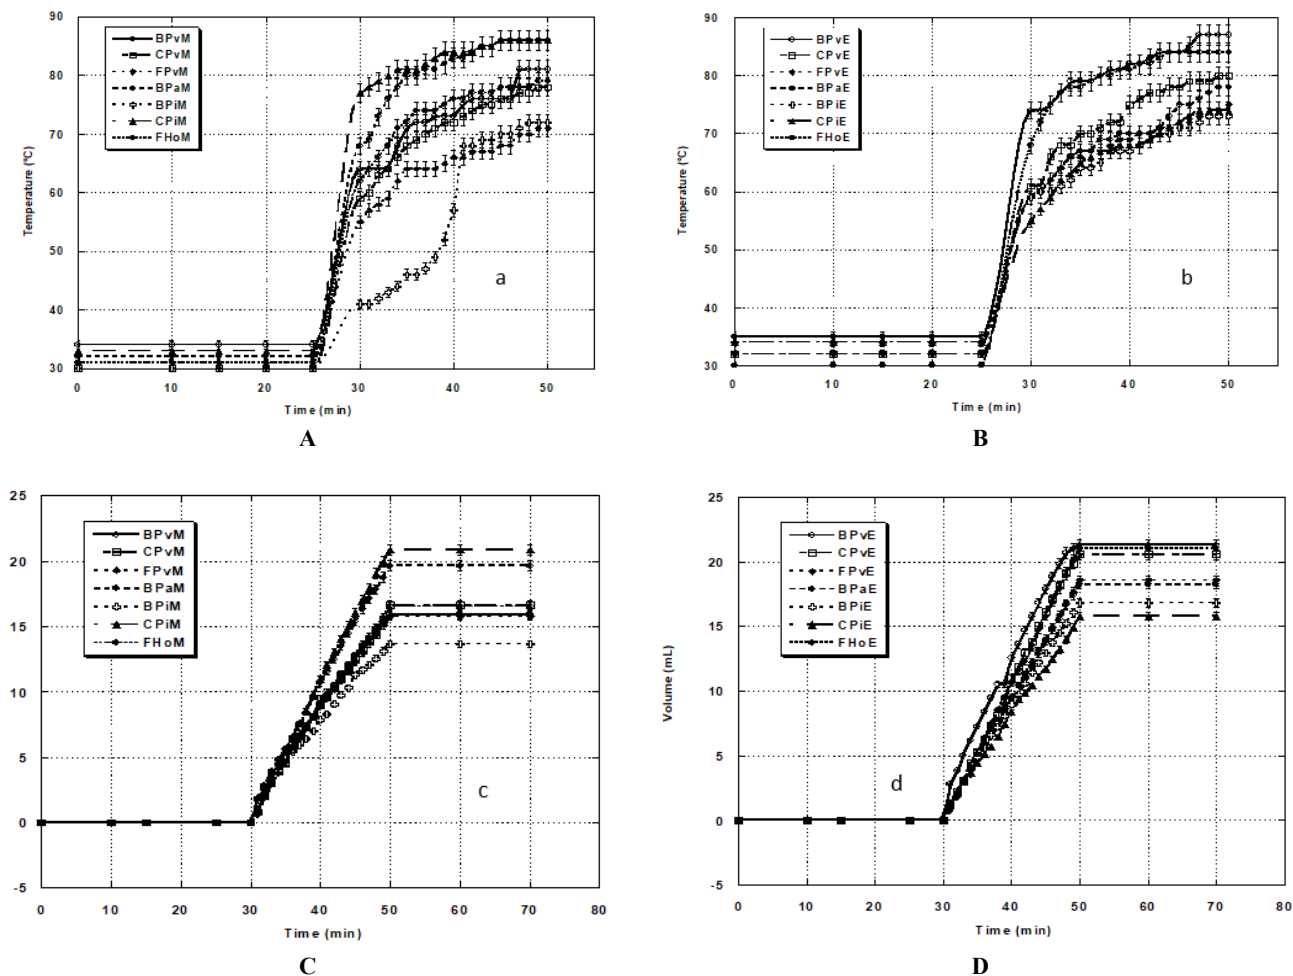 90
80
70
60
50
40
30
Temperature (ºC)
BPvM
CPvM
FPvM
BPaM
BPiM
CPiM
FHoM
a
0
10
20
30
40
50
Time (min)
A
90
80
70
60
50
40
30
Temperature (ºC)
BPvE
CPvE
FPvE
BPaE
BPiE
CPiE
FHoE
b
0
10
20
30
40
50
Time (min)
B
25
20
15
10
5
0
-5
BPvM
CPvM
FPvM
BPaM
BPiM
CPiM
FHoM
c
0
10
20
30
40
50
60
70
80
Time (min)
C
25
20
15
10
5
0
-5
Volume (mL)
BPvE
CPvE
FPvE
BPaE
BPiE
CPiE
FHoE
d
0
10
20
30
40
50
60
70
80
Time (min)
D